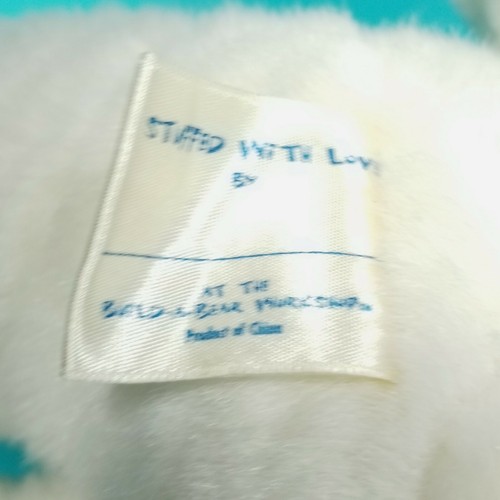 STUFFED WITH LOVE
BY
AT THE
BUILD-A-BEAR WORKSHOP
Product of China